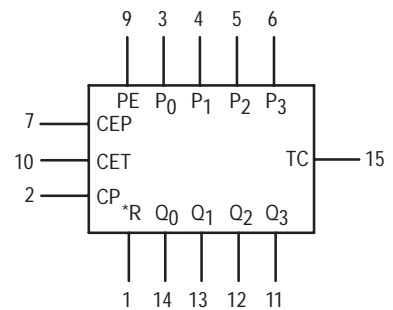 9 3 4 5 6
PE P0 P1 P2 P3
7 CEP
10 CET TC 15
2 CP
*R Q0 Q1 Q2 Q3
1 14 13 12 11